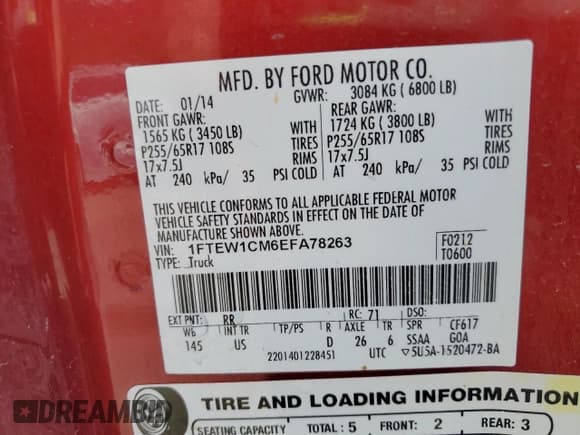 MFD. BY FORD MOTOR CO.
DATE: 01/14 GVWR: 3084 KG ( 6800 LB)
FRONT GAWR: REAR GAWR:
1565 KG ( 3450 LB) WITH 1724 KG ( 3800 LB) WITH
P255/65R17 108S TIRES P255/65R17 108S TIRES
17x7.5J RIMS 17x7.5J RIMS
AT 240 kPa/ 35 PSI COLD AT 240 kPa/ 35 PSI COLD
THIS VEHICLE CONFORMS TO ALL APPLICABLE FEDERAL MOTOR
VEHICLE SAFETY STANDARDS IN EFFECT ON THE DATE OF
MANUFACTURE SHOWN ABOVE.
VIN: 1FTEW1CM6EFA78263 F0212
TYPE: Truck T0600
EXT PNT: RR RC: 71 DSO:
WB INT TR TP/PS R AXLE TR SPR CF617
145 US D 26 6 SSAA GOA
2201401228451 UTC 5U5A-1520472-BA
TIRE AND LOADING INFORMATION
SEATING CAPACITY TOTAL: 5 FRONT: 2 REAR: 3
DREAMBID